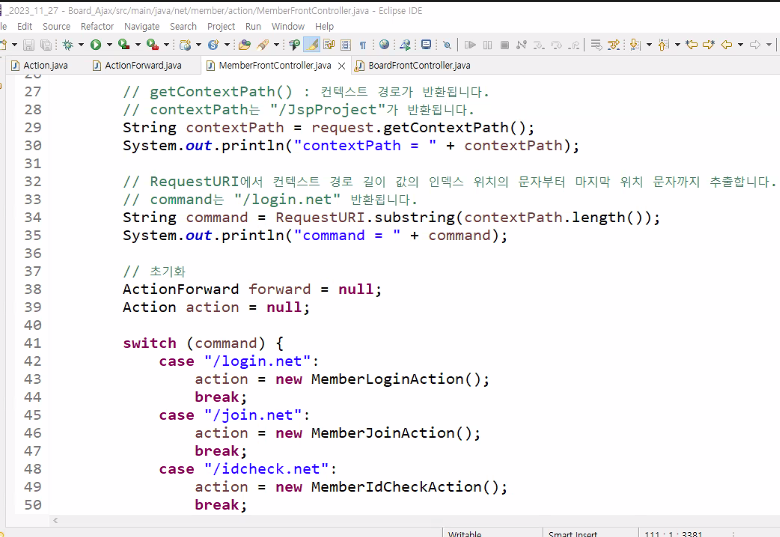 _2023_11_27 - Board_Ajax/src/main/java/net/member/action/MemberFrontController.java - Eclipse IDE
Edit Source Refactor Navigate Search Project Run Window Help
Action.java ActionForward.java MemberFrontController.java BoardFrontController.java
27 // getContextPath() : 컨텍스트 경로가 반환됩니다.
28 // contextPath는 "/JspProject"가 반환됩니다.
29 String contextPath = request.getContextPath();
30 System.out.println("contextPath = " + contextPath);
31
32 // RequestURI에서 컨텍스트 경로 길이 값의 인덱스 위치의 문자부터 마지막 위치 문자까지 추출합니다.
33 // command는 "/login.net" 반환됩니다.
34 String command = RequestURI.substring(contextPath.length());
35 System.out.println("command = " + command);
36
37 // 초기화
38 ActionForward forward = null;
39 Action action = null;
40
41 switch (command) {
42 case "/login.net":
43 action = new MemberLoginAction();
44 break;
45 case "/join.net":
46 action = new MemberJoinAction();
47 break;
48 case "/idcheck.net":
49 action = new MemberIdCheckAction();
50 break;
Writable Smart Insert 111 : 1 : 3381